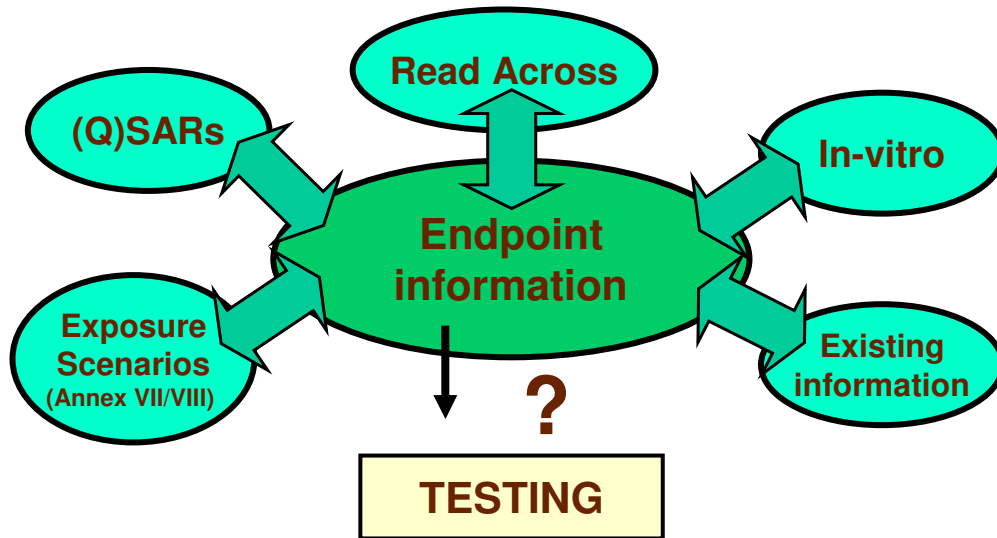 Read Across
(Q)SARs
In-vitro
Endpoint
information
Exposure
Scenarios
(Annex VII/VIII)
Existing
information
?
TESTING